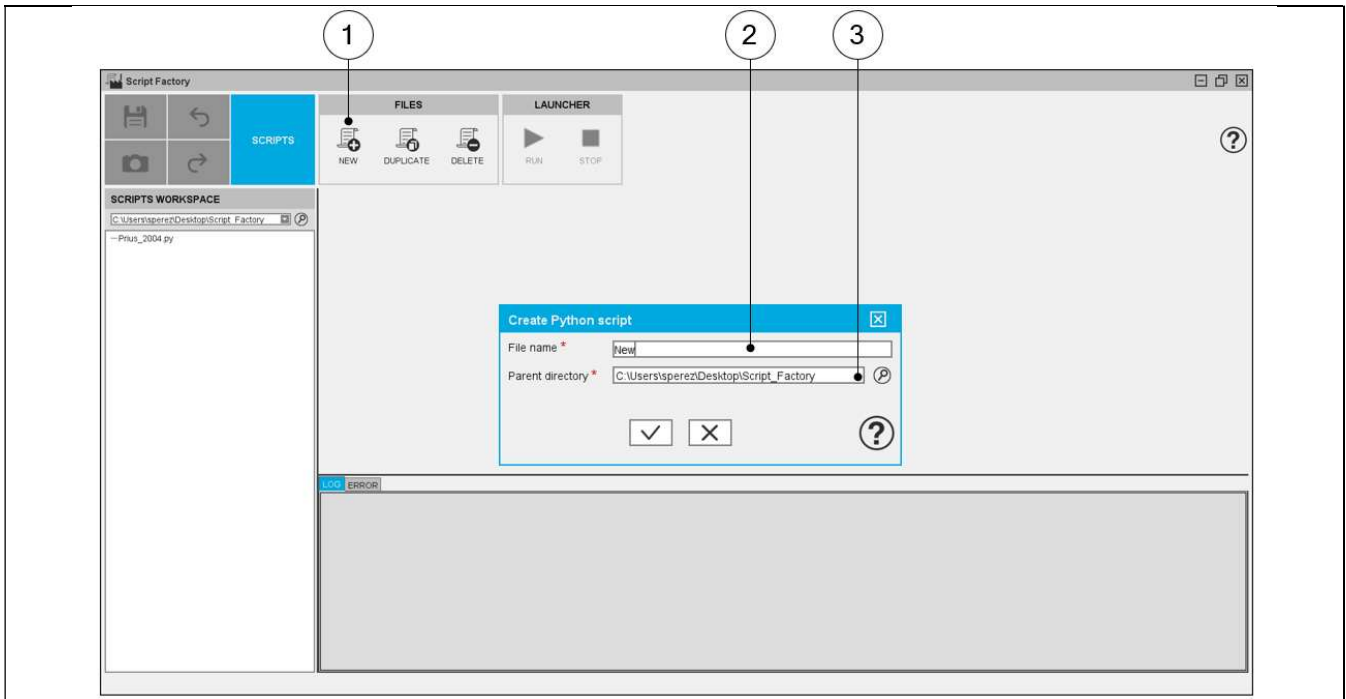 1 2 3
Script Factory
FILES LAUNCHER
SCRIPTS
NEW DUPLICATE DELETE RUN STOP
?
SCRIPTS WORKSPACE
C:\Users\sperez\Desktop\Script_Factory
Prius_2004.py
Create Python script
File name *
New
Parent directory *
C:\Users\sperez\Desktop\Script_Factory
?
LOG ERROR